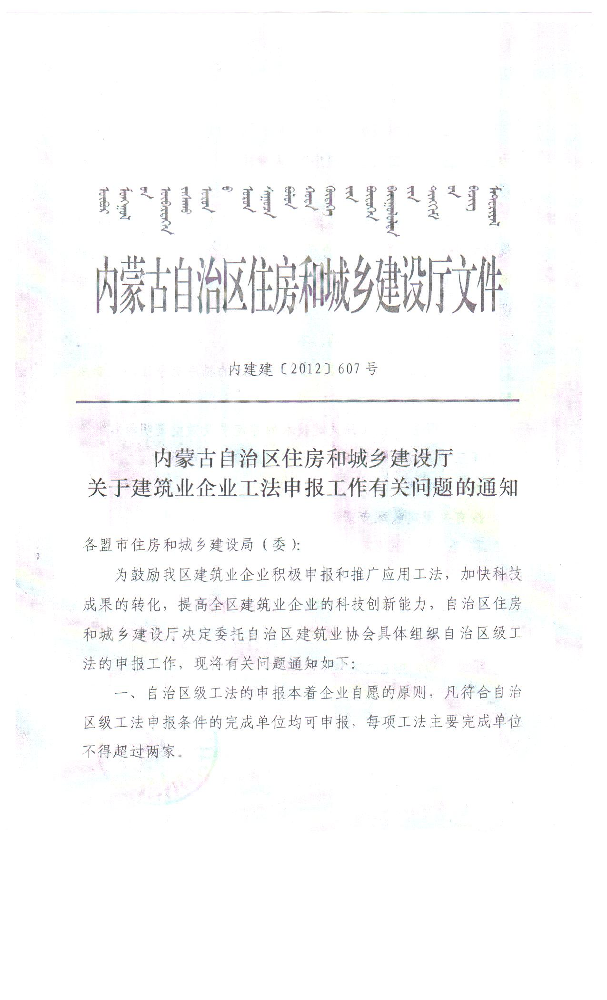 内蒙古自治区住房和城乡建设厅文件
内建建〔2012〕607号
内蒙古自治区住房和城乡建设厅
关于建筑业企业工法申报工作有关问题的通知
各盟市住房和城乡建设局（委）：
为鼓励我区建筑业企业积极申报和推广应用工法，加快科技
成果的转化，提高全区建筑业企业的科技创新能力，自治区住房
和城乡建设厅决定委托自治区建筑业协会具体组织自治区级工
法的申报工作，现将有关问题通知如下：
一、自治区级工法的申报本着企业自愿的原则，凡符合自治
区级工法申报条件的完成单位均可申报，每项工法主要完成单位
不得超过两家。